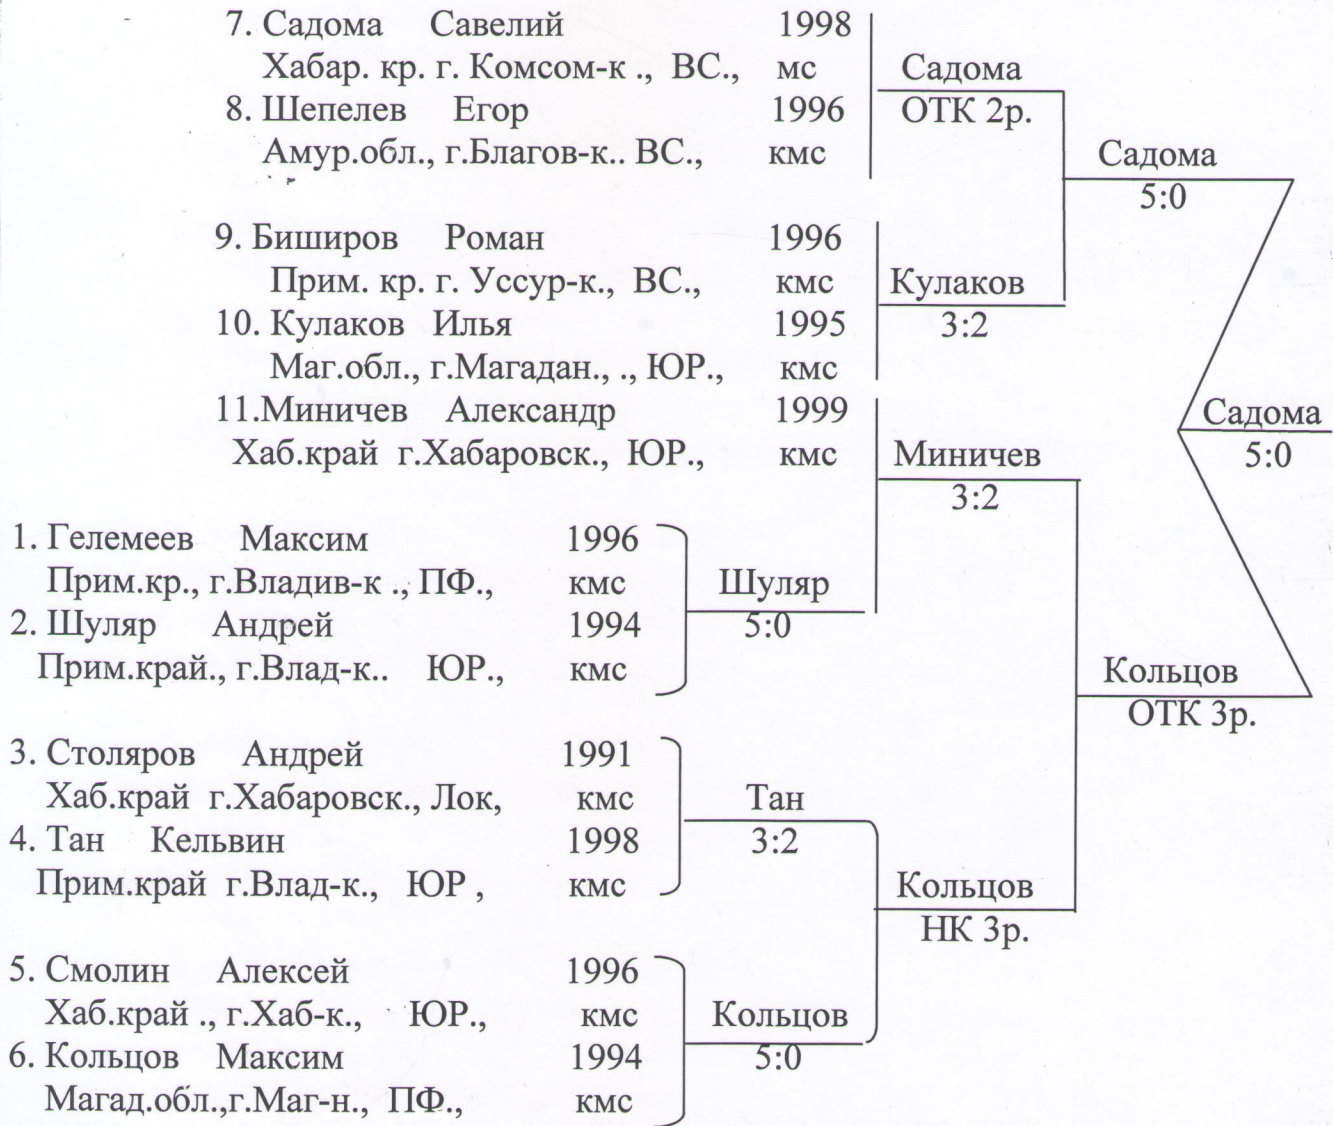 7. Садома Савелий 1998
Хабар. кр. г. Комсом-к ., ВС., мс
8. Шепелев Егор 1996
Амур.обл., г.Благов-к.. ВС., кмс
Садома
ОТК 2р.
Садома
5:0
9. Биширов Роман 1996
Прим. кр. г. Уссур-к., ВС., кмс
10. Кулаков Илья 1995
Маг.обл., г.Магадан., ., ЮР., кмс
Кулаков
3:2
11.Миничев Александр 1999
Хаб.край г.Хабаровск., ЮР., кмс
Миничев
3:2
Садома
5:0
1. Гелемеев Максим 1996
Прим.кр., г.Владив-к ., ПФ., кмс
2. Шуляр Андрей 1994
Прим.край., г.Влад-к.. ЮР., кмс
Шуляр
5:0
Кольцов
ОТК 3р.
3. Столяров Андрей 1991
Хаб.край г.Хабаровск., Лок, кмс
4. Тан Кельвин 1998
Прим.край г.Влад-к., ЮР , кмс
Тан
3:2
Кольцов
НК 3р.
5. Смолин Алексей 1996
Хаб.край ., г.Хаб-к., ЮР., кмс
6. Кольцов Максим 1994
Магад.обл.,г.Маг-н., ПФ., кмс
Кольцов
5:0